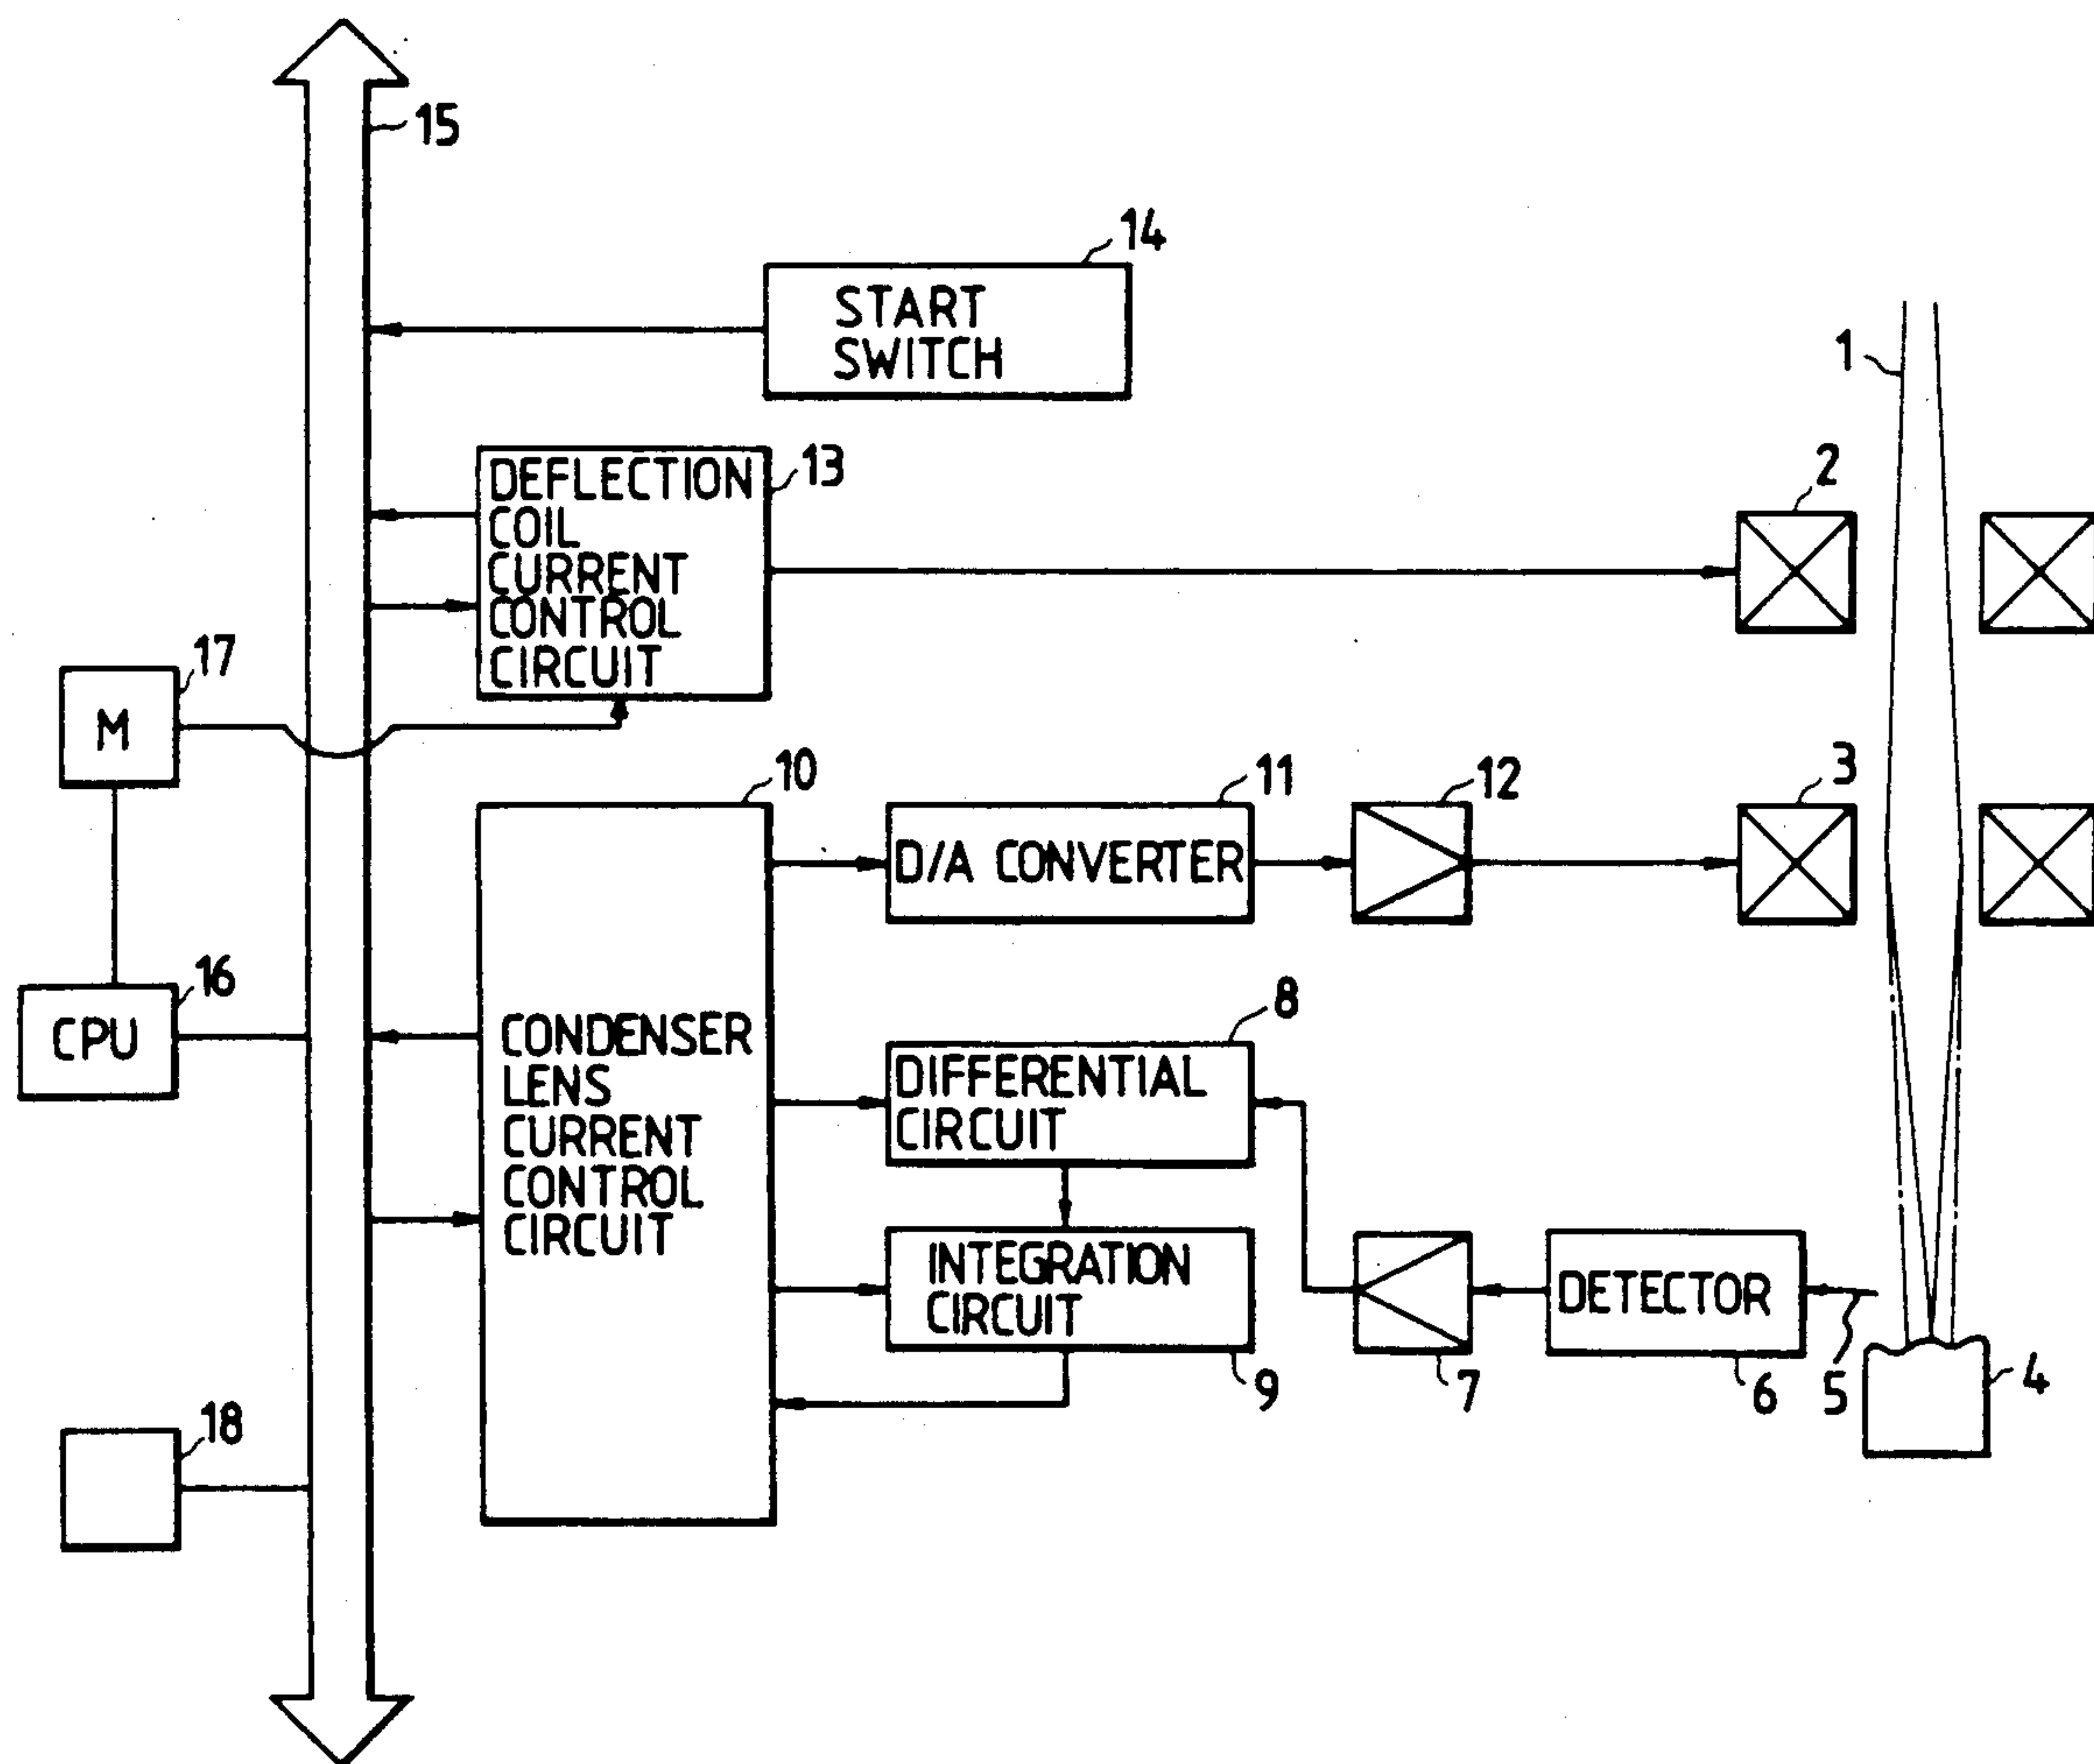 15
14
START
SWITCH
1
13
DEFLECTION
COIL
CURRENT
CONTROL
CIRCUIT
2
17
M
10
11
12
3
D/A CONVERTER
16
CPU
8
CONDENSER
LENS
CURRENT
CONTROL
CIRCUIT
DIFFERENTIAL
CIRCUIT
INTEGRATION
CIRCUIT
DETECTOR
9
7
6
5
4
18